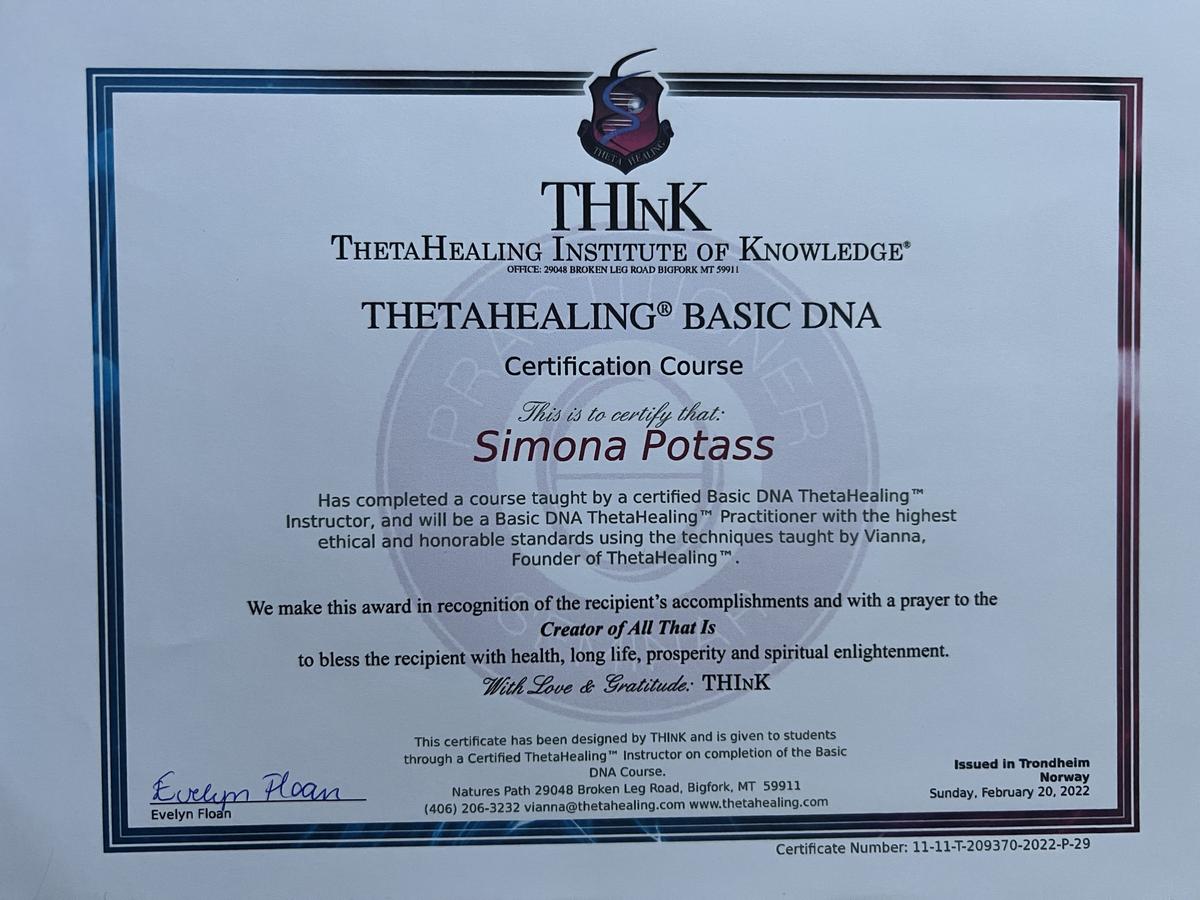 THETA HEALING
THInK
ThetaHealing Institute of Knowledge®
OFFICE: 29048 BROKEN LEG ROAD BIGFORK MT 59911
THETAHEALING® BASIC DNA
Certification Course
This is to certify that:
Simona Potass
Has completed a course taught by a certified Basic DNA ThetaHealing™
Instructor, and will be a Basic DNA ThetaHealing™ Practitioner with the highest
ethical and honorable standards using the techniques taught by Vianna,
Founder of ThetaHealing™.
We make this award in recognition of the recipient's accomplishments and with a prayer to the
Creator of All That Is
to bless the recipient with health, long life, prosperity and spiritual enlightenment.
With Love & Gratitude: THInK
This certificate has been designed by THINK and is given to students
through a Certified ThetaHealing™ Instructor on completion of the Basic
DNA Course.
Natures Path 29048 Broken Leg Road, Bigfork, MT 59911
(406) 206-3232 vianna@thetahealing.com www.thetahealing.com
Evelyn Floan
Evelyn Floan
Issued in Trondheim
Norway
Sunday, February 20, 2022
Certificate Number: 11-11-T-209370-2022-P-29
PRACTITIONER